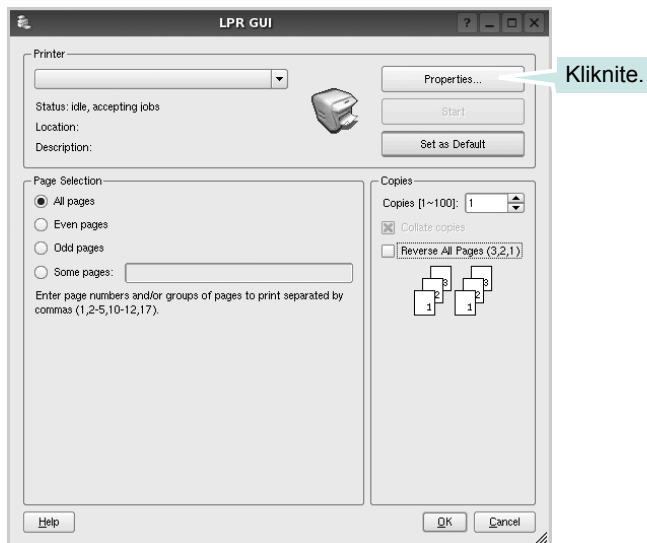 LPR GUI
Printer
Properties...
Kliknite.
Status: idle, accepting jobs
Start
Location:
Description:
Set as Default
Page Selection
All pages
Even pages
Odd pages
Some pages:
Enter page numbers and/or groups of pages to print separated by
commas (1,2-5,10-12,17).
Copies
Copies [1~100]: 1
Collate copies
Reverse All Pages (3,2,1)
3 3
2 2
1 1
Help
OK
Cancel